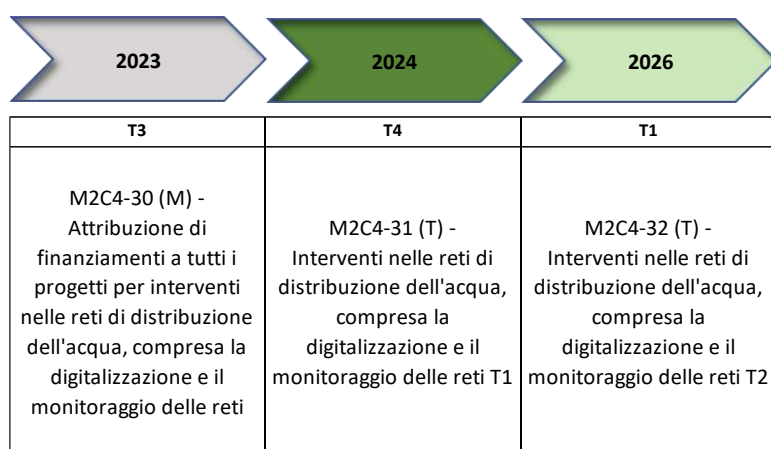 2023
2024
2026
T3
T4
T1
M2C4-30 (M) -
Attribuzione di
finanziamenti a tutti i
progetti per interventi
nelle reti di distribuzione
dell'acqua, compresa la
digitalizzazione e il
monitoraggio delle reti
M2C4-31 (T) -
Interventi nelle reti di
distribuzione dell'acqua,
compresa la
digitalizzazione e il
monitoraggio delle reti T1
M2C4-32 (T) -
Interventi nelle reti di
distribuzione dell'acqua,
compresa la
digitalizzazione e il
monitoraggio delle reti T2